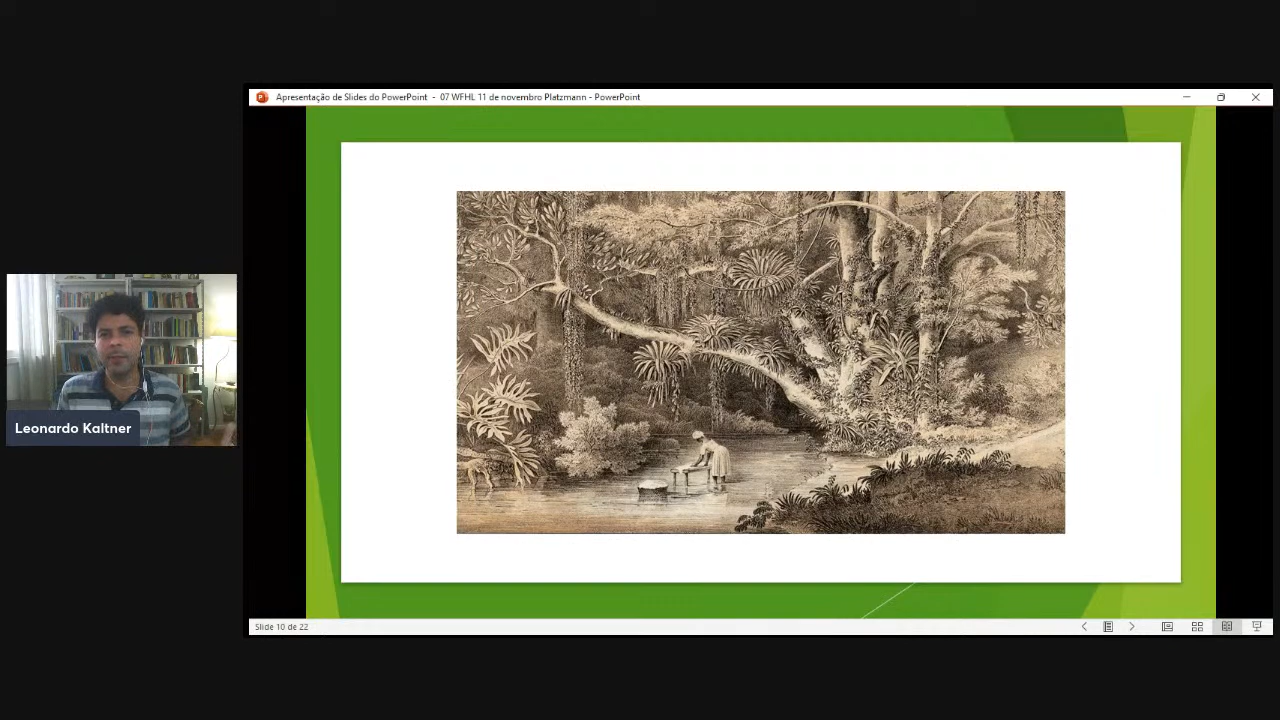 Apresentação de Slides do PowerPoint - 07 WFHL 11 de novembro Platzmann - PowerPoint
Leonardo Kaltner
Slide 10 de 22